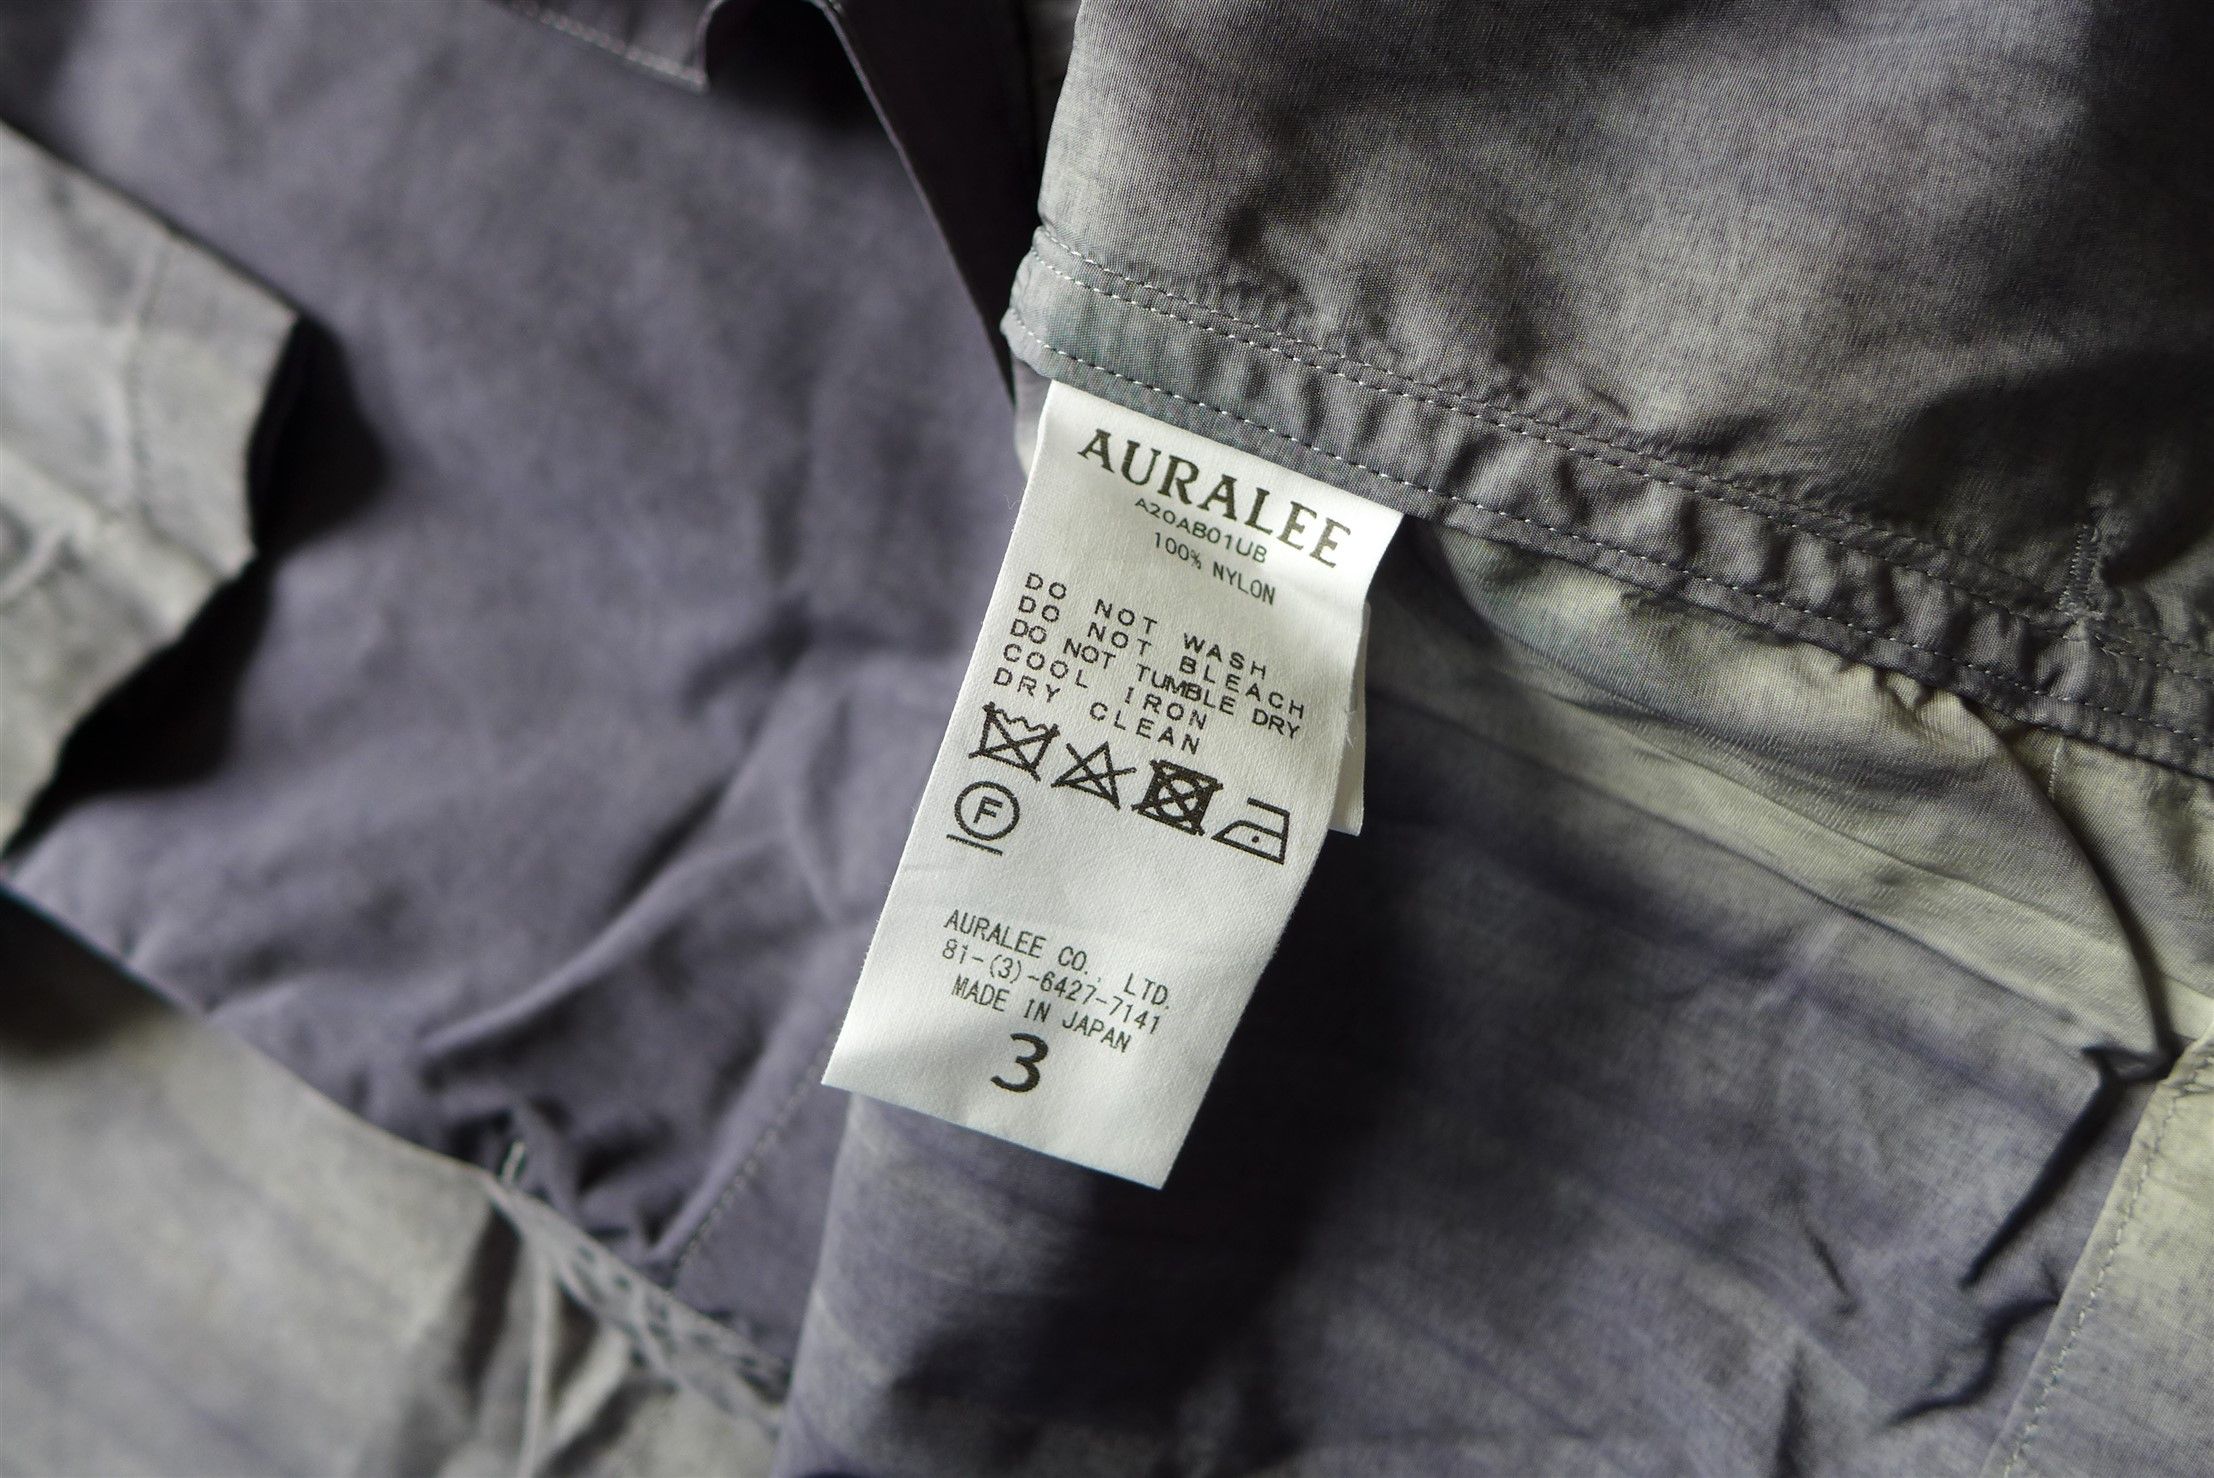 AURALEE
A20AB01UB
100% NYLON
DO NOT WASH
DO NOT BLEACH
DO NOT TUMBLE DRY
COOL IRON
DRY CLEAN
F
AURALEE CO., LTD.
81-(3)-6427-7141
MADE IN JAPAN
3